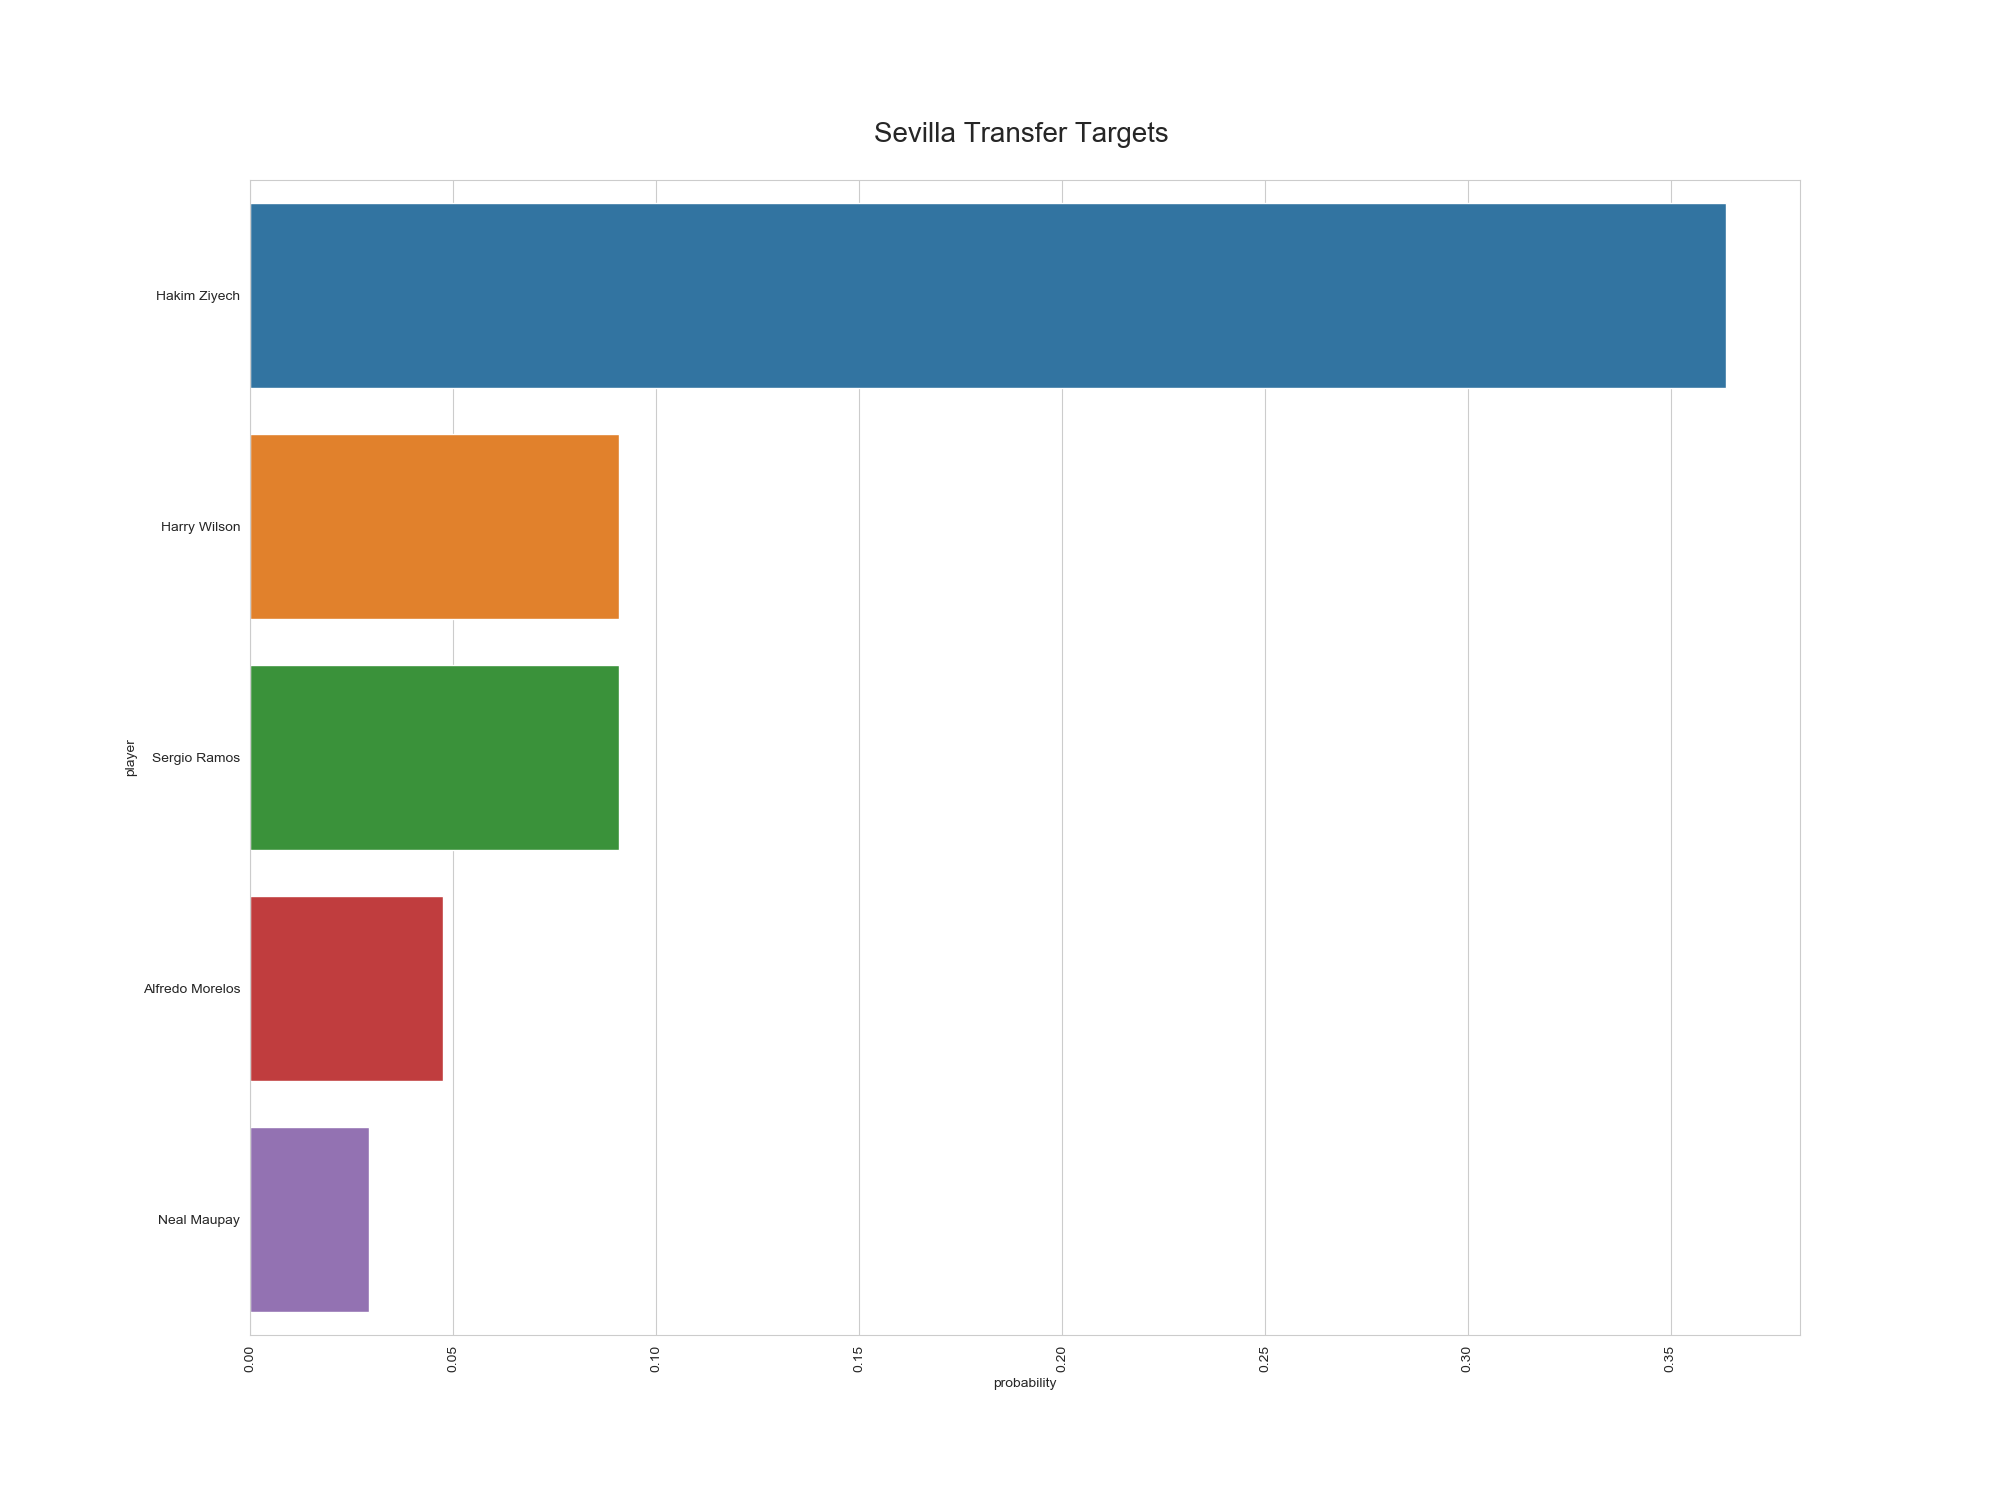 Sevilla Transfer Targets
player
Hakim Ziyech
Harry Wilson
Sergio Ramos
Alfredo Morelos
Neal Maupay
0.00 0.05 0.10 0.15 0.20 0.25 0.30 0.35
probability